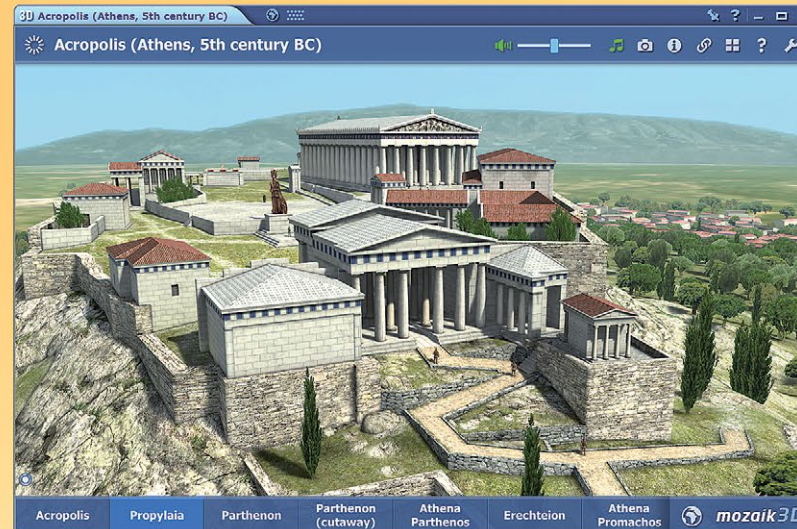 3D Acropolis (Athens, 5th century BC)
Acropolis (Athens, 5th century BC)
Acropolis
Propylaia
Parthenon
Parthenon
(cutaway)
Athena
Parthenos
Erechteion
Athena
Promachos
mozaik3D